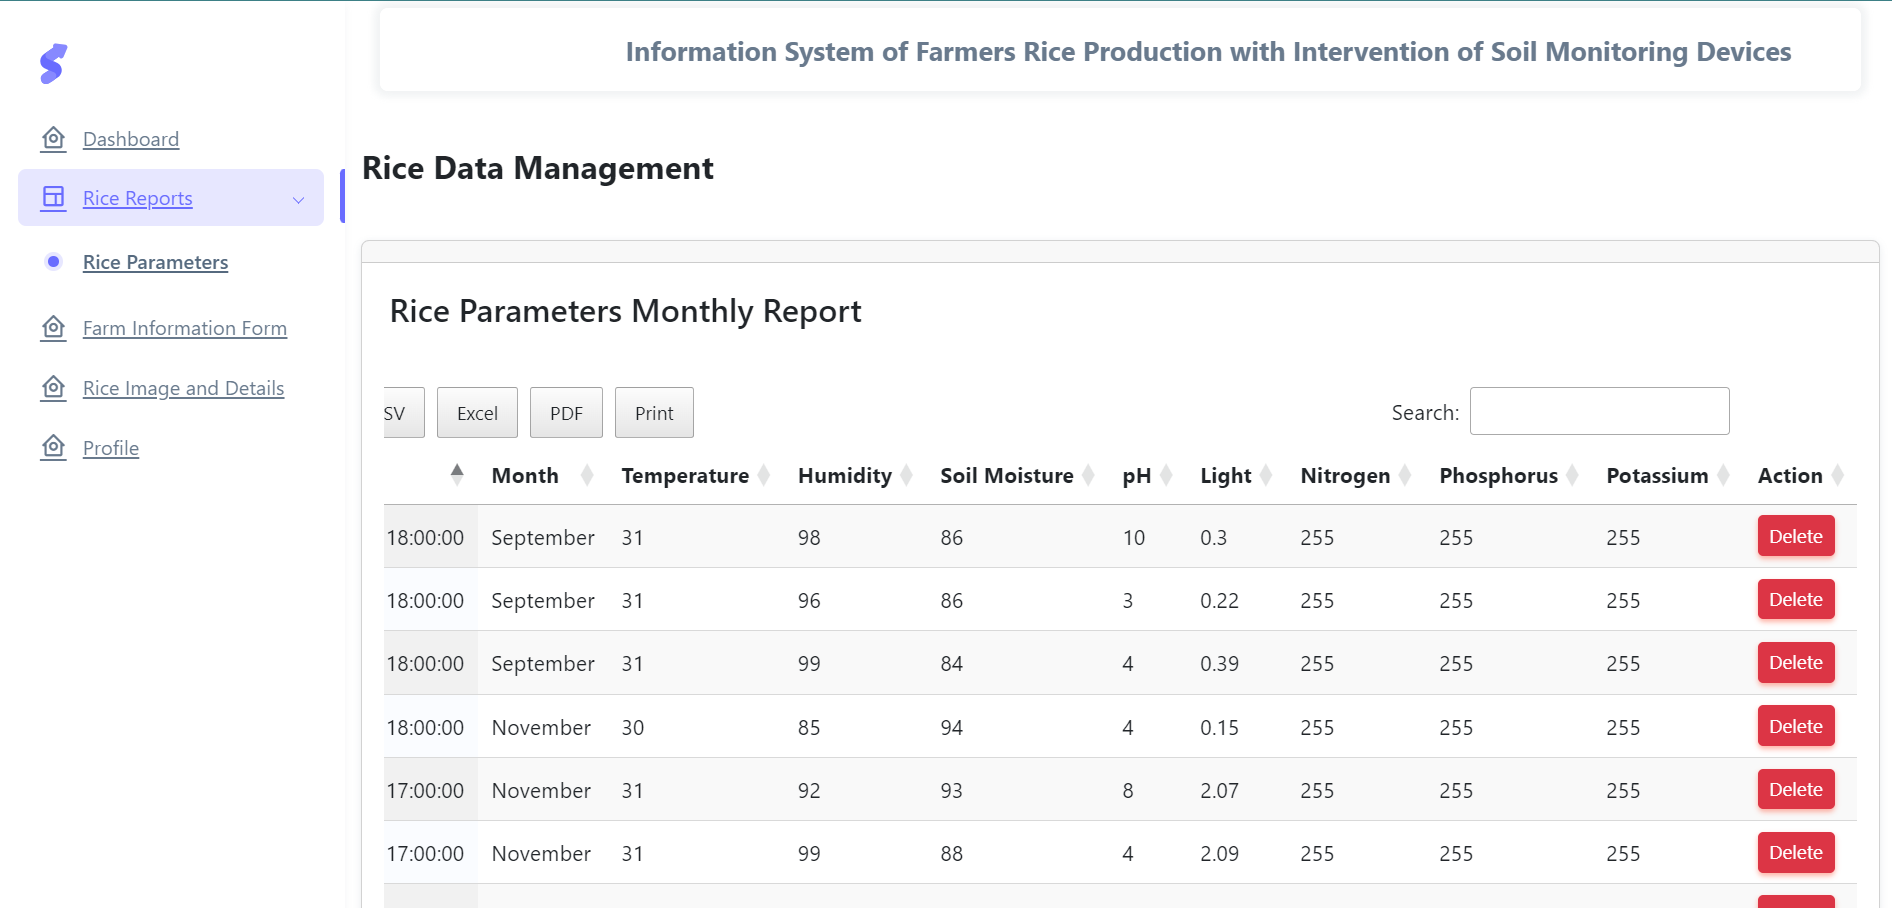 Information System of Farmers Rice Production with Intervention of Soil Monitoring Devices
Dashboard
Rice Reports
Rice Parameters
Farm Information Form
Rice Image and Details
Profile
Rice Data Management
Rice Parameters Monthly Report
SV Excel PDF Print Search:
Month Temperature Humidity Soil Moisture pH Light Nitrogen Phosphorus Potassium Action
18:00:00 September 31 98 86 10 0.3 255 255 255 Delete
18:00:00 September 31 96 86 3 0.22 255 255 255 Delete
18:00:00 September 31 99 84 4 0.39 255 255 255 Delete
18:00:00 November 30 85 94 4 0.15 255 255 255 Delete
17:00:00 November 31 92 93 8 2.07 255 255 255 Delete
17:00:00 November 31 99 88 4 2.09 255 255 255 Delete